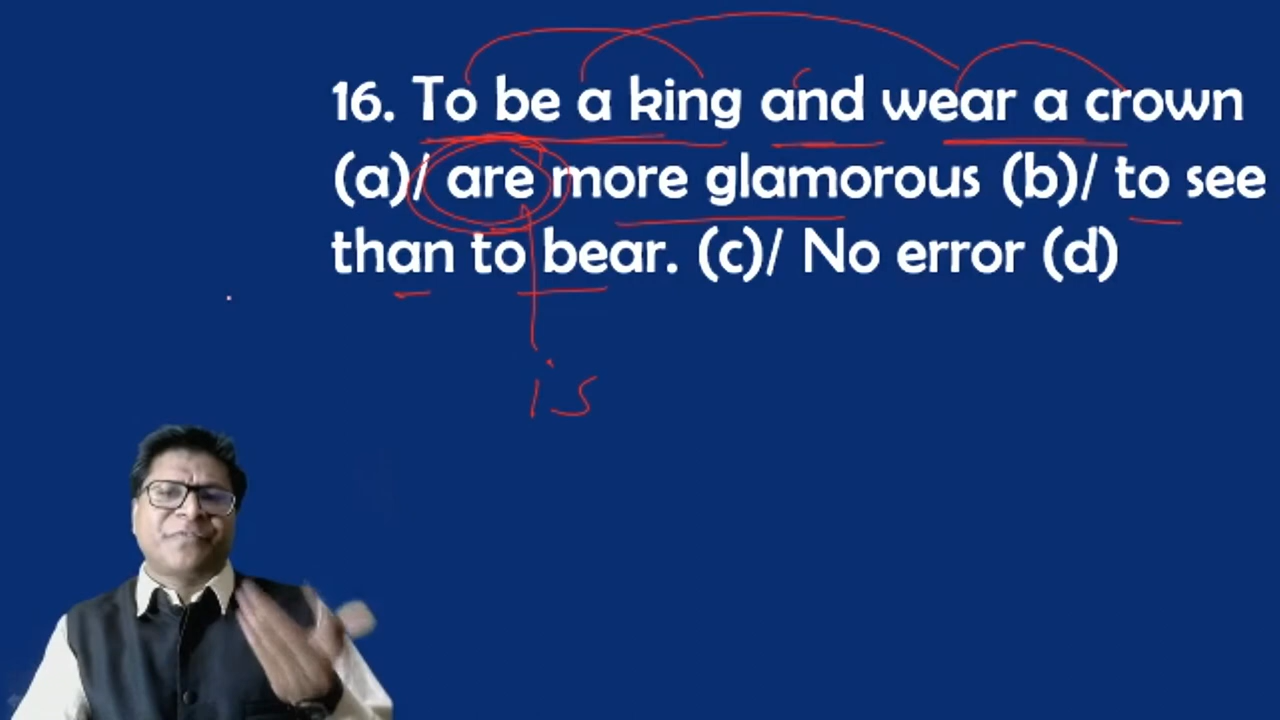 16. To be a king and wear a crown
(a)/ are more glamorous (b)/ to see
than to bear. (c)/ No error (d)
is